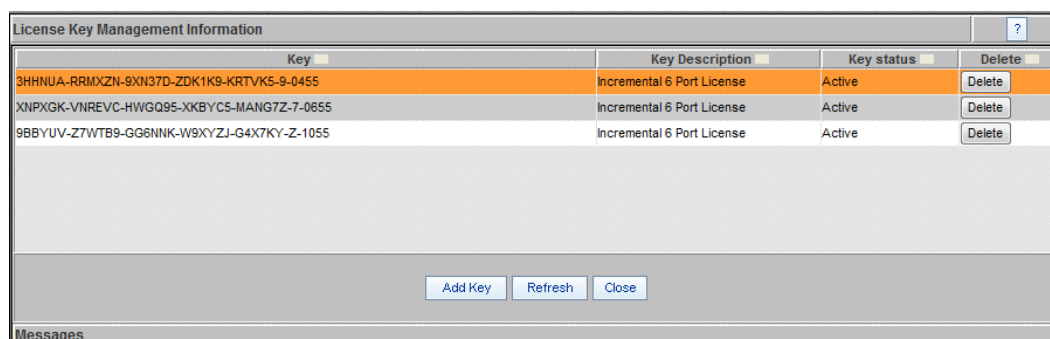 License Key Management Information ?
Key Key Description Key status Delete
3HHNUA-RRMXZN-9XN37D-ZDK1K9-KRTVK5-9-0455 Incremental 6 Port License Active Delete
XNPXGK-VNREVC-HWGQ95-XKBYC5-MANG7Z-7-0655 Incremental 6 Port License Active Delete
9BBYUV-Z7WTB9-GG6NNK-W9XYZJ-G4X7KY-Z-1055 Incremental 6 Port License Active Delete
Add Key Refresh Close
Messages